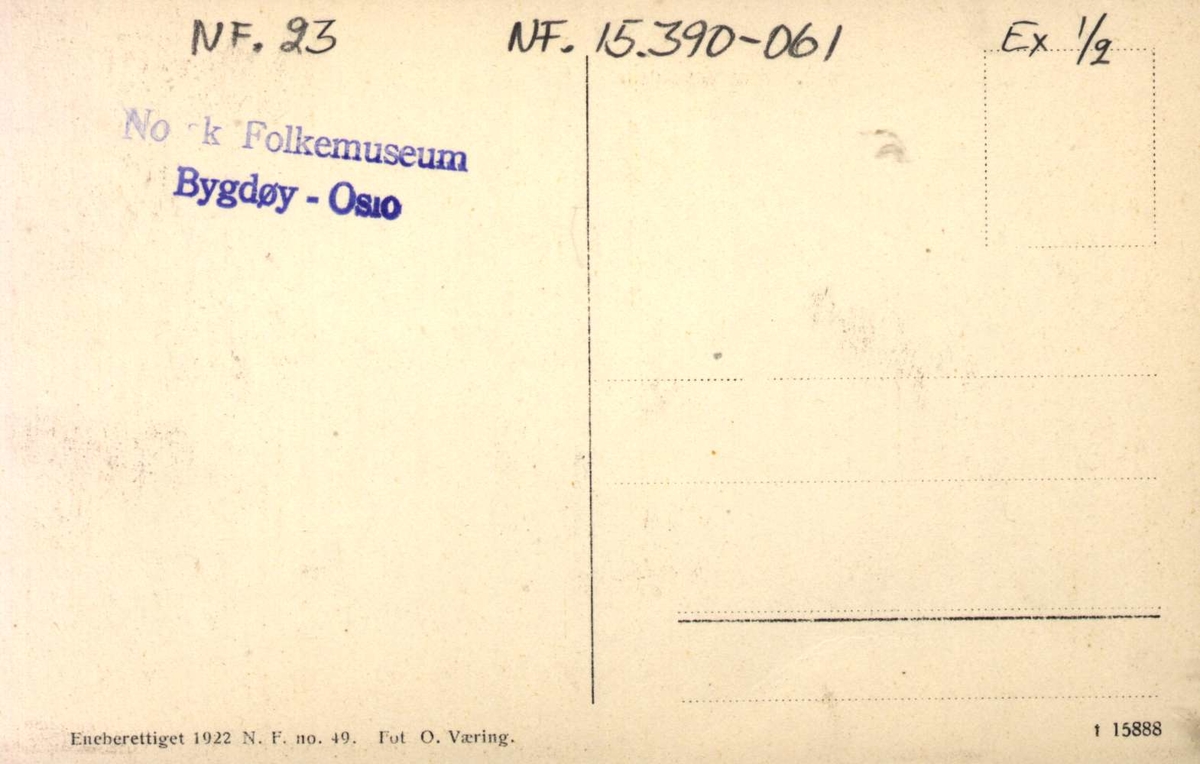 NF. 23 NF. 15.390-061 Ex 1/2
No k Folkemuseum
Bygdøy - Oslo
Eneberettiget 1922 N. F. no. 49. Fot O. Væring.
† 15888